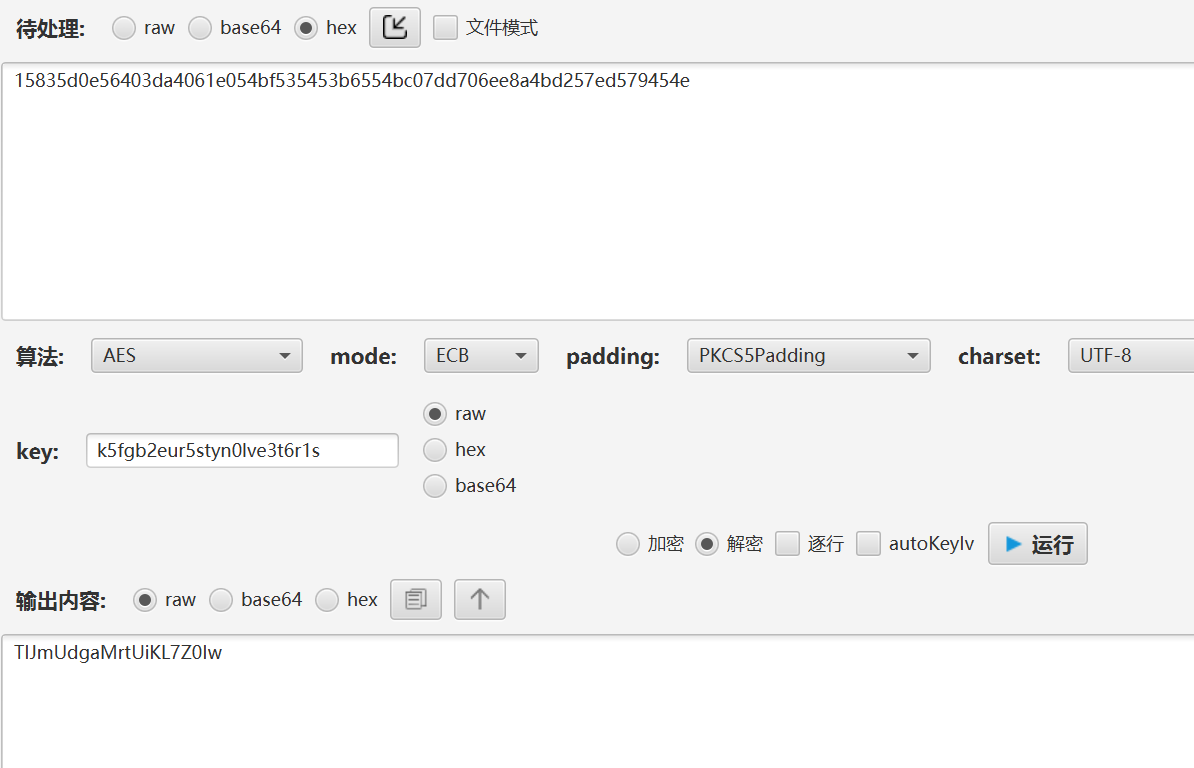 待处理: raw base64 hex 文件模式
15835d0e56403da4061e054bf535453b6554bc07dd706ee8a4bd257ed579454e
算法: AES mode: ECB padding: PKCS5Padding charset: UTF-8
raw
key: k5fgb2eur5styn0lve3t6r1s hex
base64
加密 解密 逐行 autoKeyIv 运行
输出内容: raw base64 hex
TIJmUdgaMrtUiKL7Z0Iw